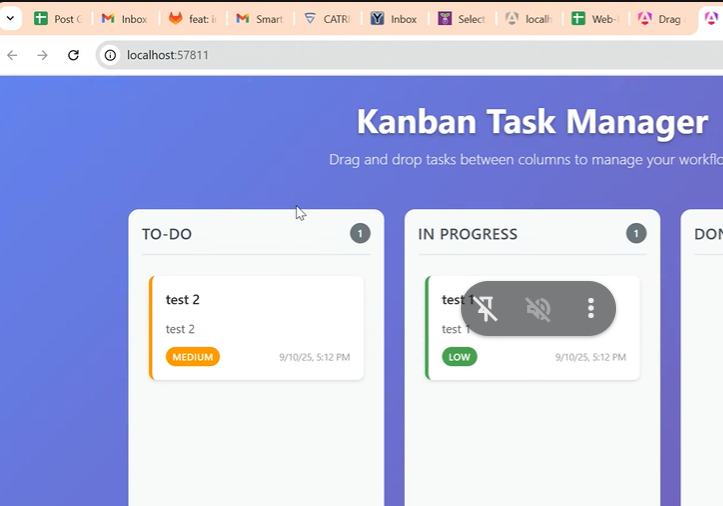 Post
Inbox
feat:
Smart
CATR
Inbox
Select
localh
Web-
Drag
localhost:57811
Kanban Task Manager
Drag and drop tasks between columns to manage your workflo
TO-DO
1
IN PROGRESS
1
DON
test 2
test 2
MEDIUM
9/10/25, 5:12 PM
test 1
test 1
LOW
9/10/25, 5:12 PM